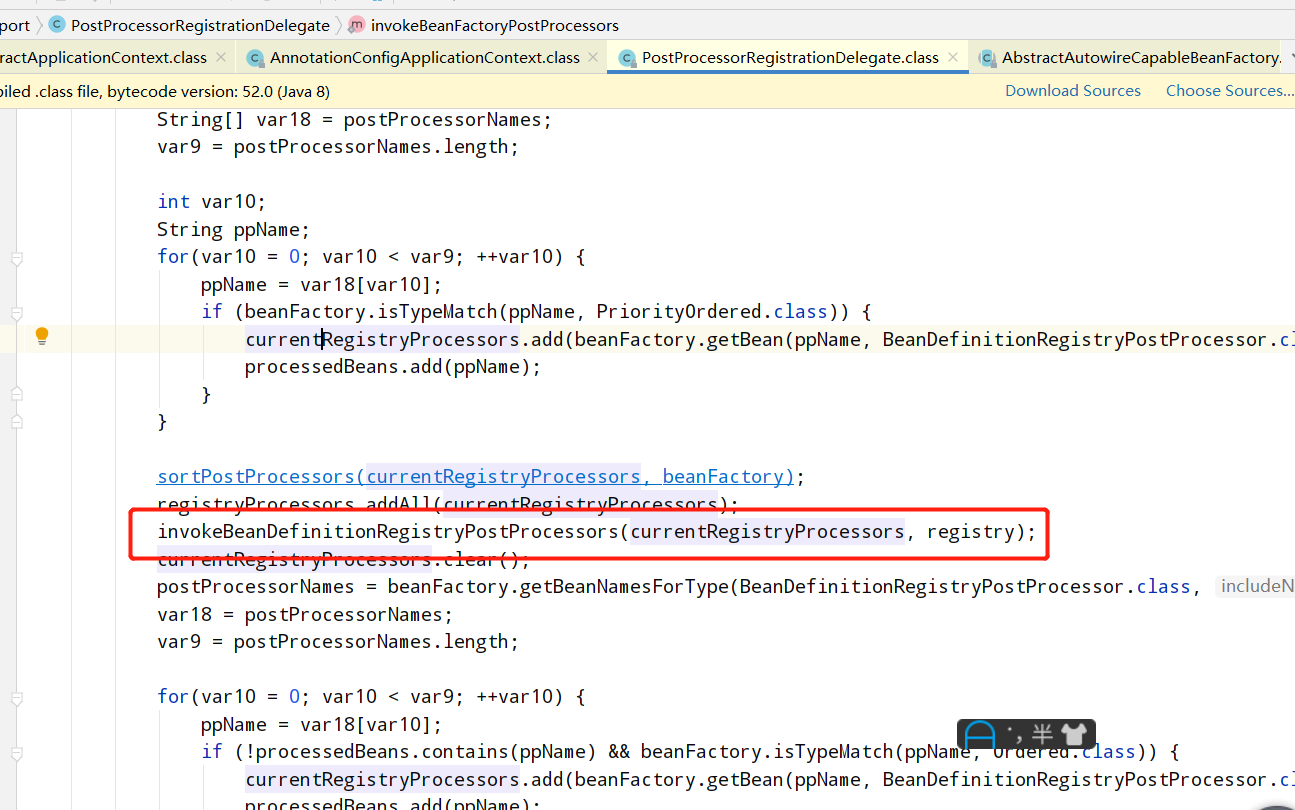 port PostProcessorRegistrationDelegate invokeBeanFactoryPostProcessors
ractApplicationContext.class AnnotationConfigApplicationContext.class PostProcessorRegistrationDelegate.class AbstractAutowireCapableBeanFactory.
piled .class file, bytecode version: 52.0 (Java 8) Download Sources Choose Sources...
String[] var18 = postProcessorNames;
var9 = postProcessorNames.length;
int var10;
String ppName;
for(var10 = 0; var10 < var9; ++var10) {
ppName = var18[var10];
if (beanFactory.isTypeMatch(ppName, PriorityOrdered.class)) {
currentRegistryProcessors.add(beanFactory.getBean(ppName, BeanDefinitionRegistryPostProcessor.cl
processedBeans.add(ppName);
}
}
sortPostProcessors(currentRegistryProcessors, beanFactory);
registryProcessors.addAll(currentRegistryProcessors);
invokeBeanDefinitionRegistryPostProcessors(currentRegistryProcessors, registry);
currentRegistryProcessors.clear();
postProcessorNames = beanFactory.getBeanNamesForType(BeanDefinitionRegistryPostProcessor.class, includeN
var18 = postProcessorNames;
var9 = postProcessorNames.length;
for(var10 = 0; var10 < var9; ++var10) {
ppName = var18[var10];
if (!processedBeans.contains(ppName) && beanFactory.isTypeMatch(ppName, Ordered.class)) {
半
currentRegistryProcessors.add(beanFactory.getBean(ppName, BeanDefinitionRegistryPostProcessor.cl
processedBeans.add(ppName);